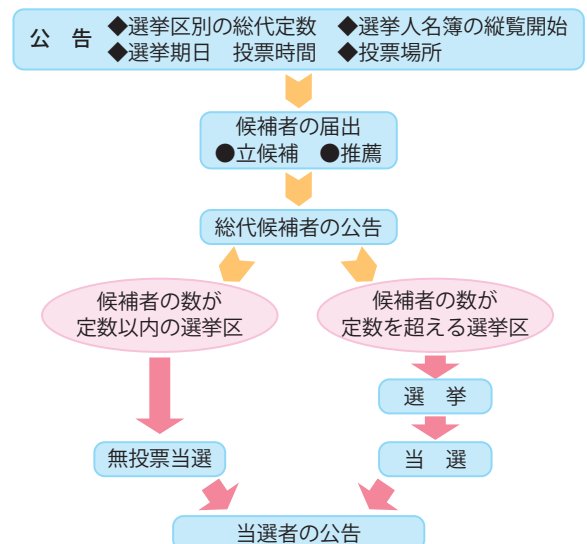 公　告　◆選挙区別の総代定数　◆選挙人名簿の縦覧開始
◆選挙期日　投票時間　◆投票場所
候補者の届出
●立候補　●推薦
総代候補者の公告
候補者の数が
定数以内の選挙区
候補者の数が
定数を超える選挙区
選　挙
無投票当選
当　選
当選者の公告